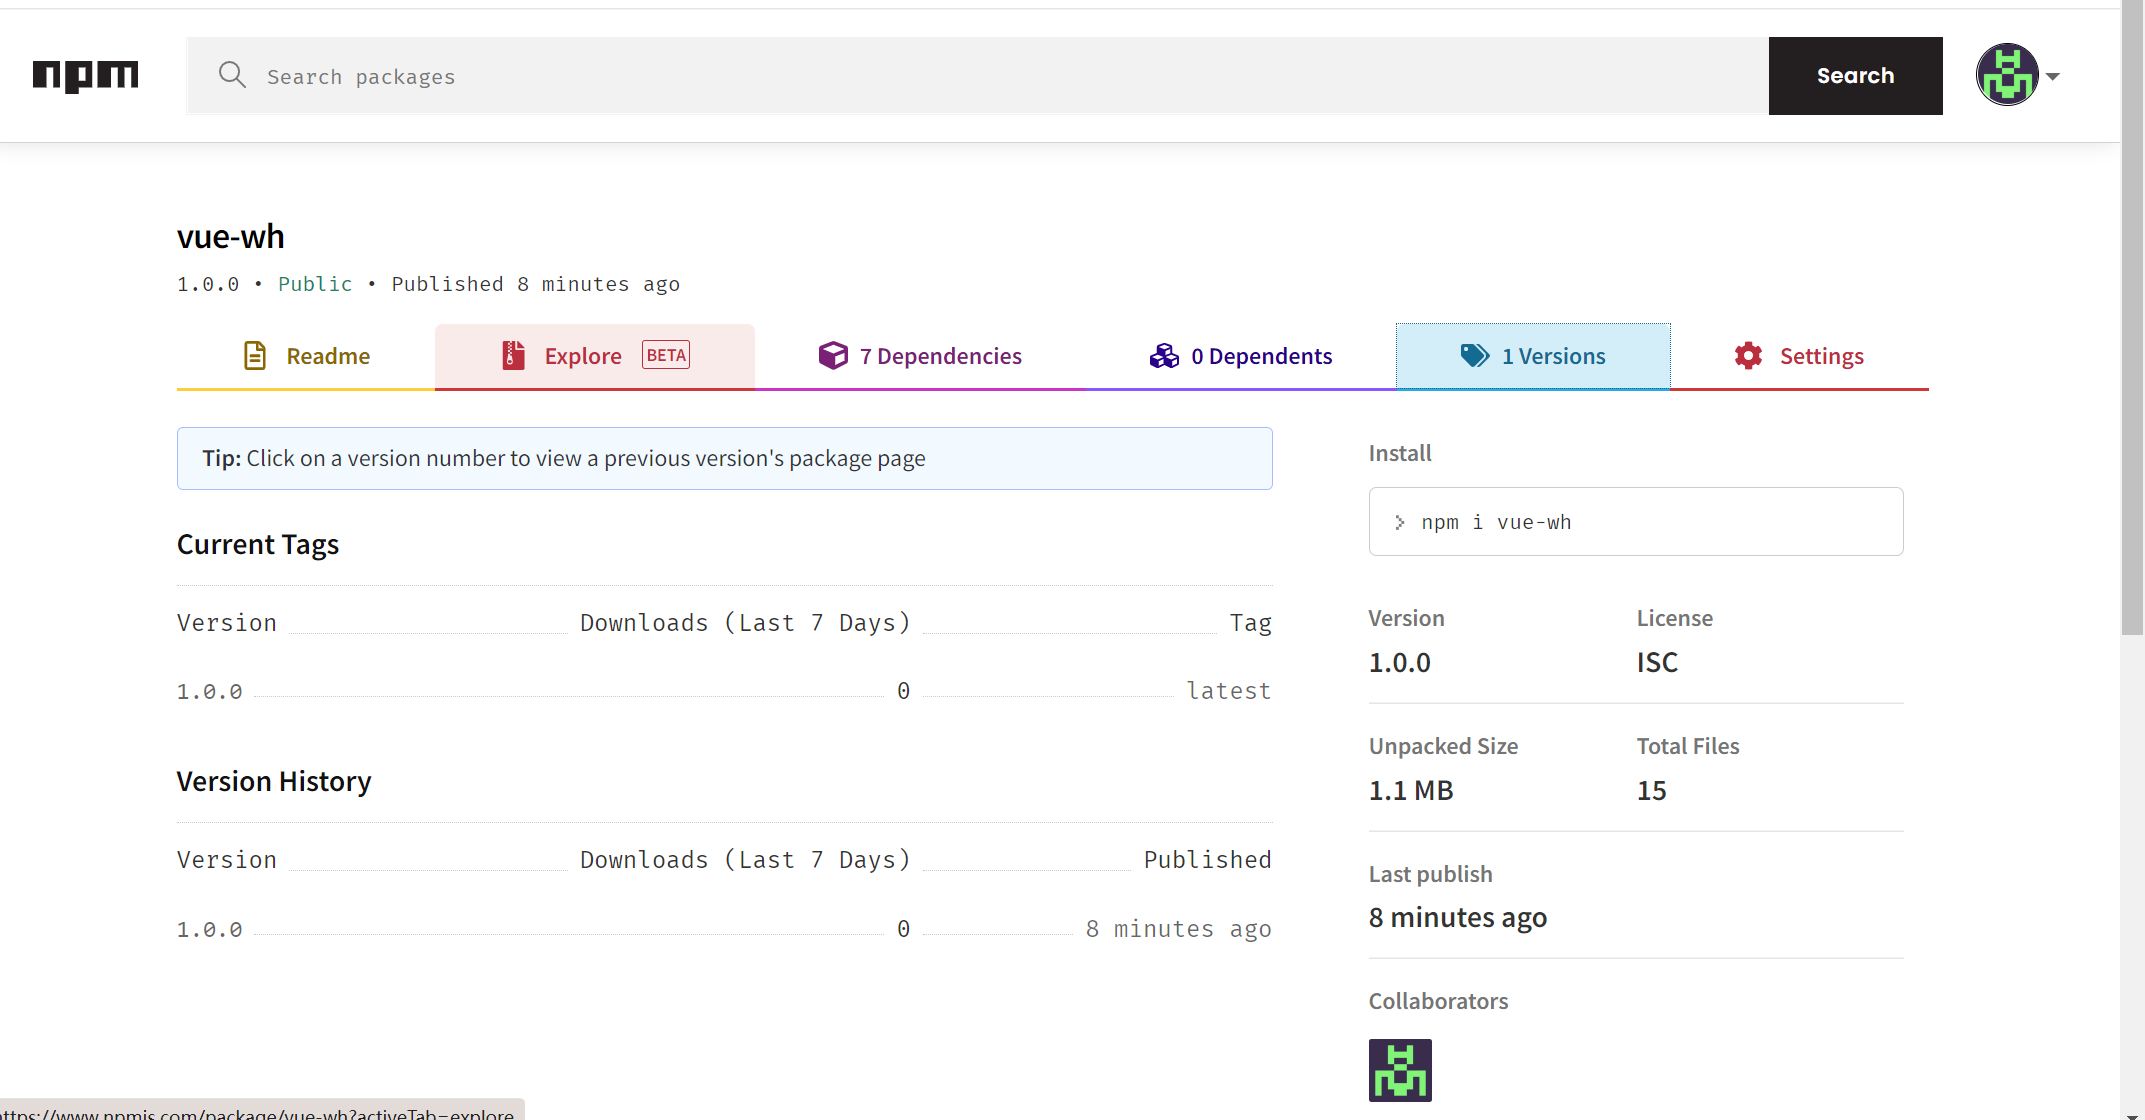 npm
Search packages
Search
vue-wh
1.0.0 • Public • Published 8 minutes ago
Readme
Explore BETA
7 Dependencies
0 Dependents
1 Versions
Settings
Tip: Click on a version number to view a previous version's package page
Current Tags
Version Downloads (Last 7 Days) Tag
1.0.0 0 latest
Version History
Version Downloads (Last 7 Days) Published
1.0.0 0 8 minutes ago
Install
> npm i vue-wh
Version License
1.0.0 ISC
Unpacked Size Total Files
1.1 MB 15
Last publish
8 minutes ago
Collaborators
https://www.npmjs.com/package/vue-wh?activeTab=explore